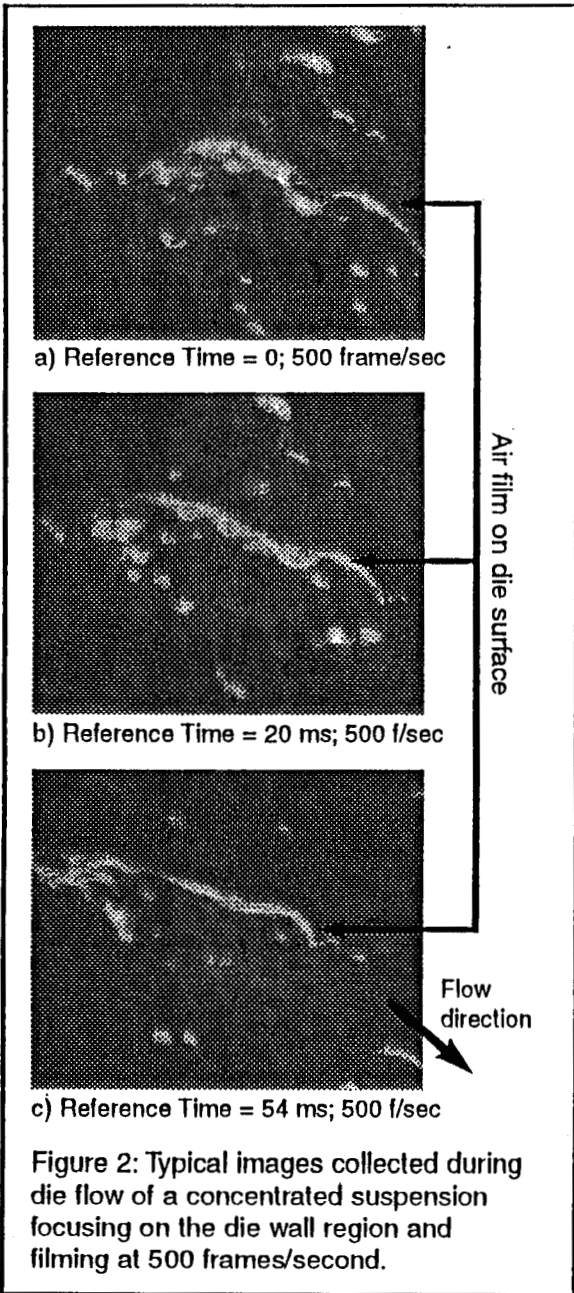 a) Reference Time = 0; 500 frame/sec
Air film on die surface
b) Reference Time = 20 ms; 500 f/sec
Flow
direction
c) Reference Time = 54 ms; 500 f/sec
Figure 2: Typical images collected during
die flow of a concentrated suspension
focusing on the die wall region and
filming at 500 frames/second.